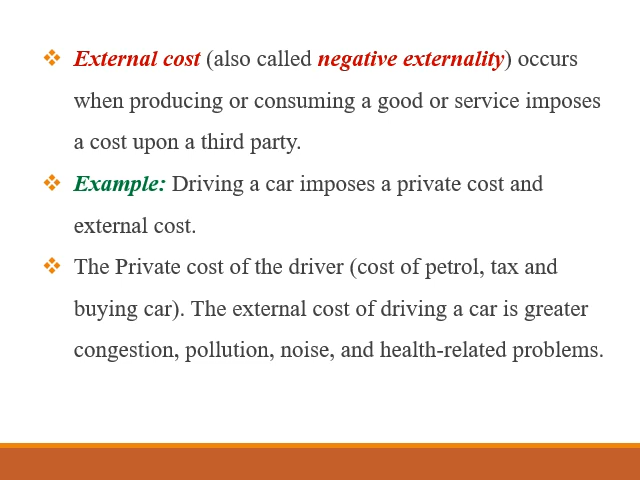 ❖ External cost (also called negative externality) occurs
when producing or consuming a good or service imposes
a cost upon a third party.
❖ Example: Driving a car imposes a private cost and
external cost.
❖ The Private cost of the driver (cost of petrol, tax and
buying car). The external cost of driving a car is greater
congestion, pollution, noise, and health-related problems.